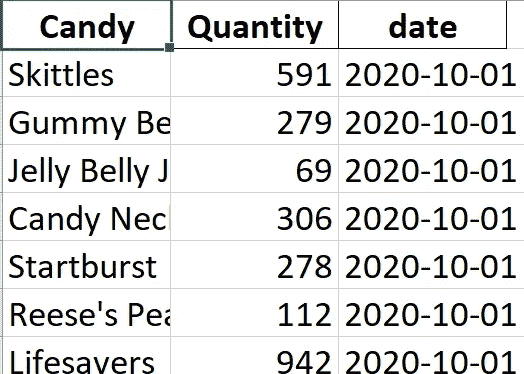 Candy Quantity date
Skittles 591 2020-10-01
Gummy Be 279 2020-10-01
Jelly Belly J 69 2020-10-01
Candy Nec 306 2020-10-01
Startburst 278 2020-10-01
Reese's Pea 112 2020-10-01
Lifesavers 942 2020-10-01